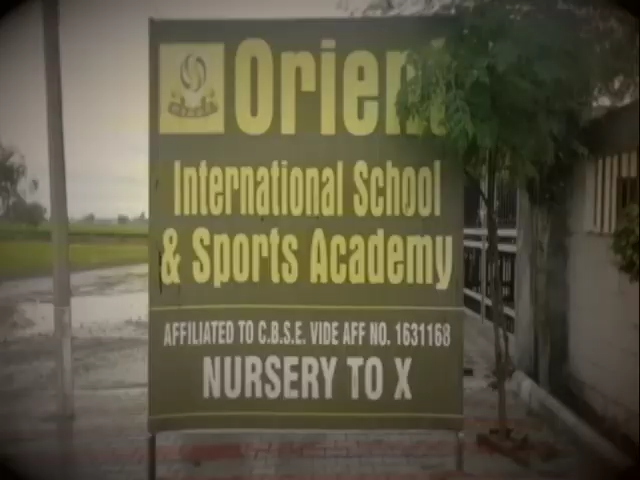 Orient
International School
& Sports Academy
AFFILIATED TO C.B.S.E. VIDE AFF NO. 1631168
NURSERY TO X